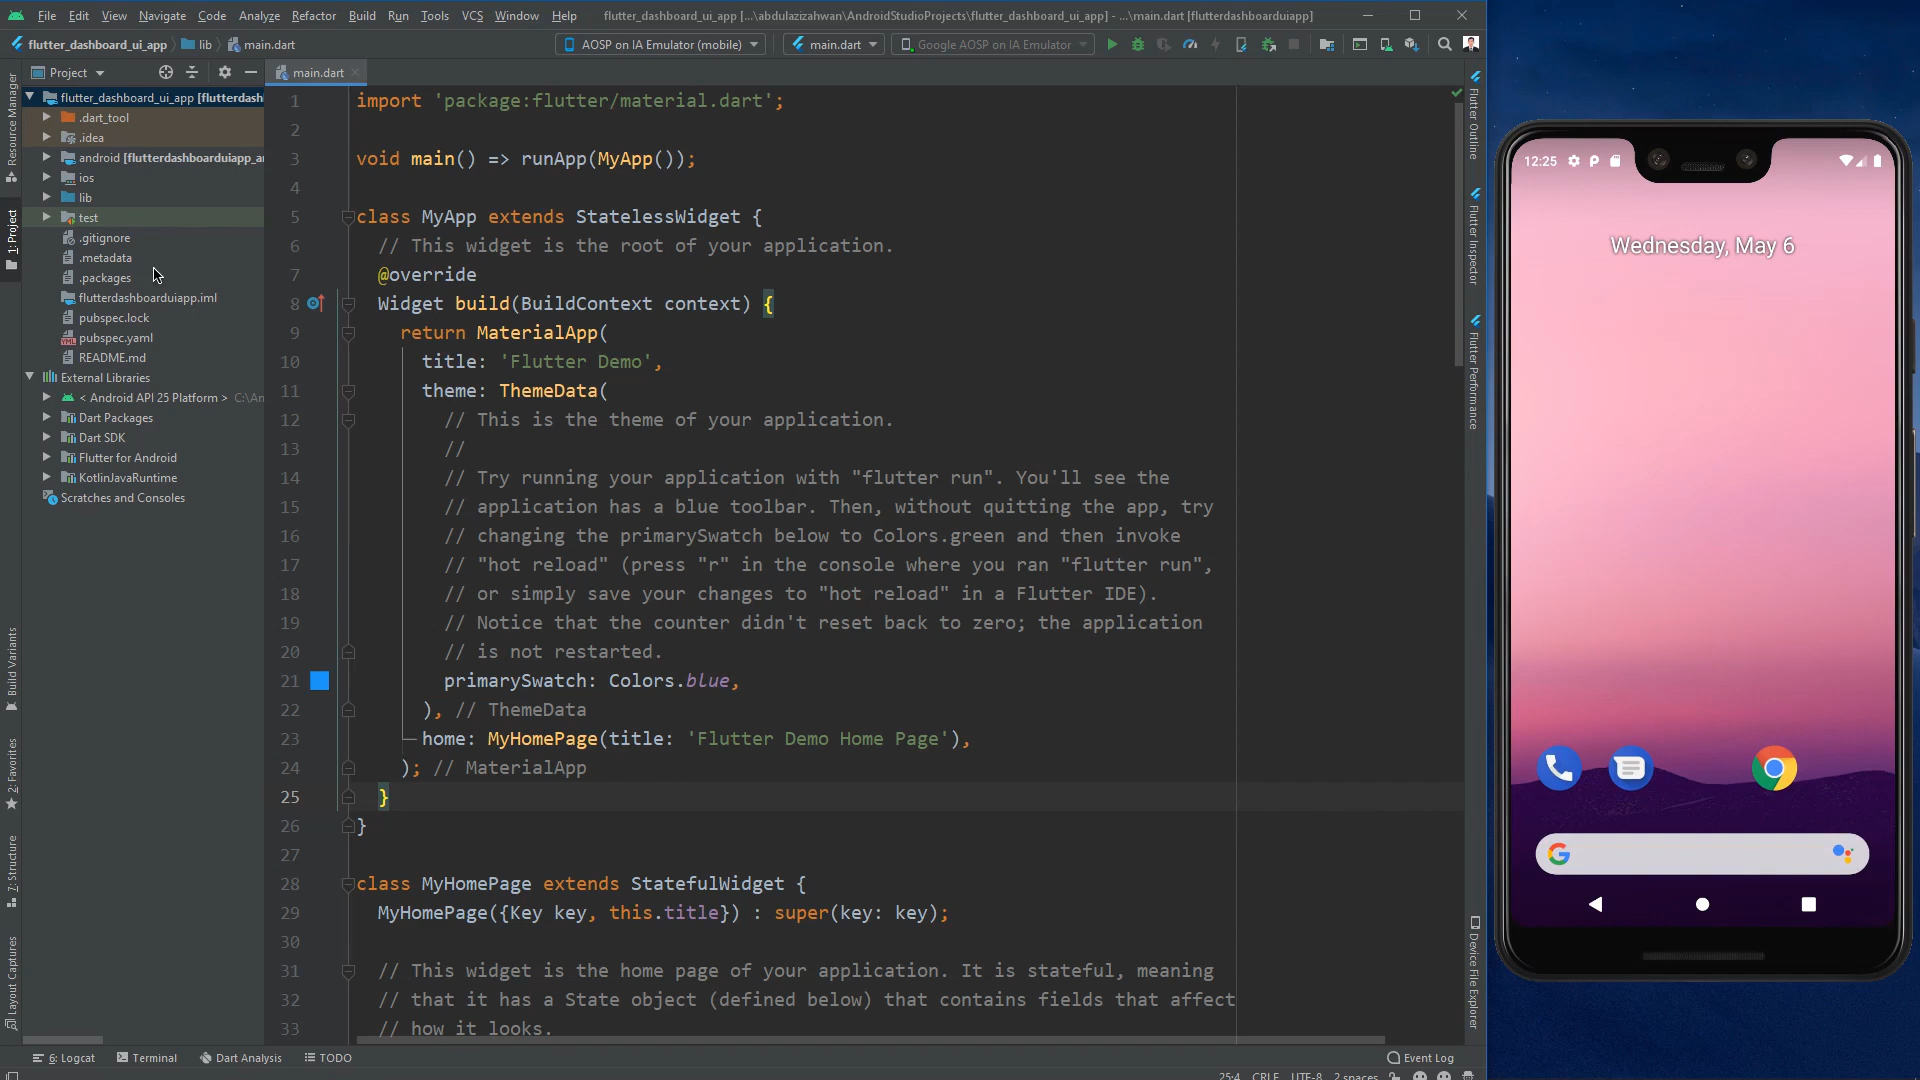 File Edit View Navigate Code Analyze Refactor Build Run Tools VCS Window Help flutter_dashboard_ui_app [...\abdulazizahwan\AndroidStudioProjects\flutter_dashboard_ui_app] - ...\main.dart [flutterdashboarduiapp]
flutter_dashboard_ui_app lib main.dart AOSP on IA Emulator (mobile) main.dart Google AOSP on IA Emulator
Project main.dart
flutter_dashboard_ui_app [flutterdash
.dart_tool
.idea
android [flutterdashboarduiapp_a
ios
lib
test
.gitignore
.metadata
.packages
flutterdashboarduiapp.iml
pubspec.lock
pubspec.yaml
README.md
External Libraries
< Android API 25 Platform > C:\An
Dart Packages
Dart SDK
Flutter for Android
KotlinJavaRuntime
Scratches and Consoles
Resource Manager
1: Project
Build Variants
2: Favorites
7: Structure
Layout Captures
1 import 'package:flutter/material.dart';
2
3 void main() => runApp(MyApp());
4
5 class MyApp extends StatelessWidget {
6 // This widget is the root of your application.
7 @override
8 Widget build(BuildContext context) {
9 return MaterialApp(
10 title: 'Flutter Demo',
11 theme: ThemeData(
12 // This is the theme of your application.
13 //
14 // Try running your application with "flutter run". You'll see the
15 // application has a blue toolbar. Then, without quitting the app, try
16 // changing the primarySwatch below to Colors.green and then invoke
17 // "hot reload" (press "r" in the console where you ran "flutter run",
18 // or simply save your changes to "hot reload" in a Flutter IDE).
19 // Notice that the counter didn't reset back to zero; the application
20 // is not restarted.
21 primarySwatch: Colors.blue,
22 ), // ThemeData
23 home: MyHomePage(title: 'Flutter Demo Home Page'),
24 ); // MaterialApp
25 }
26 }
27
28 class MyHomePage extends StatefulWidget {
29 MyHomePage({Key key, this.title}) : super(key: key);
30
31 // This widget is the home page of your application. It is stateful, meaning
32 // that it has a State object (defined below) that contains fields that affect
33 // how it looks.
Flutter Outline
Flutter Inspector
Flutter Performance
Device File Explorer
6: Logcat Terminal Dart Analysis TODO Event Log
25:4 CRLF UTF-8 2 spaces
12:25
Wednesday, May 6